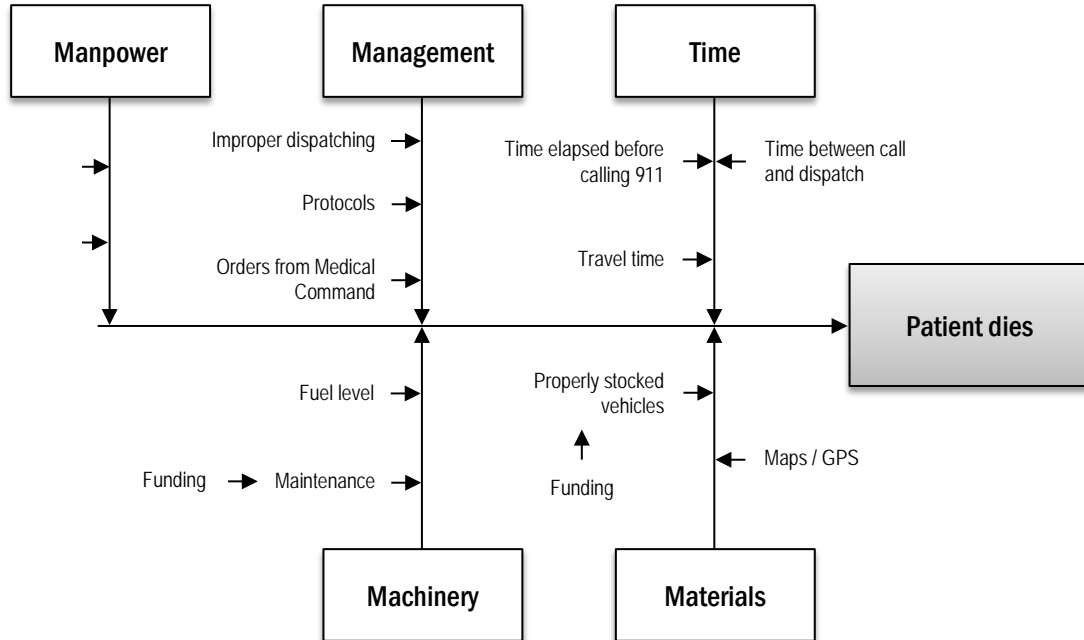 Manpower
Management
Time
Improper dispatching
Time elapsed before
calling 911
Time between call
and dispatch
Protocols
Orders from Medical
Command
Travel time
Patient dies
Fuel level
Properly stocked
vehicles
Maps / GPS
Funding
Maintenance
Funding
Machinery
Materials